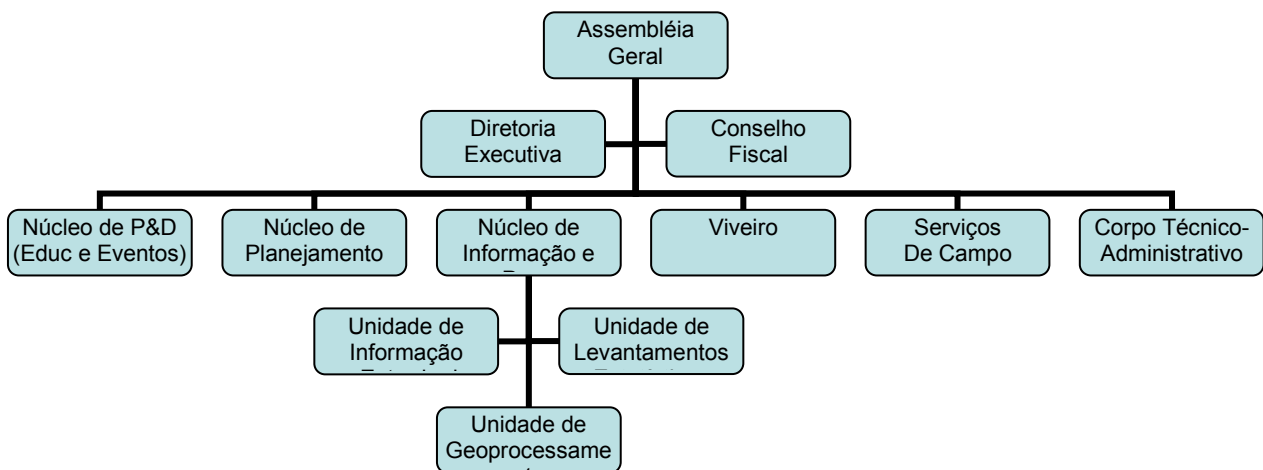 Assembléia
Geral
Diretoria
Executiva
Conselho
Fiscal
Núcleo de P&D
(Educ e Eventos)
Núcleo de
Planejamento
Núcleo de
Informação e
Viveiro
Serviços
De Campo
Corpo Técnico-
Administrativo
Unidade de
Informação
Unidade de
Levantamentos
Unidade de
Geoprocessame